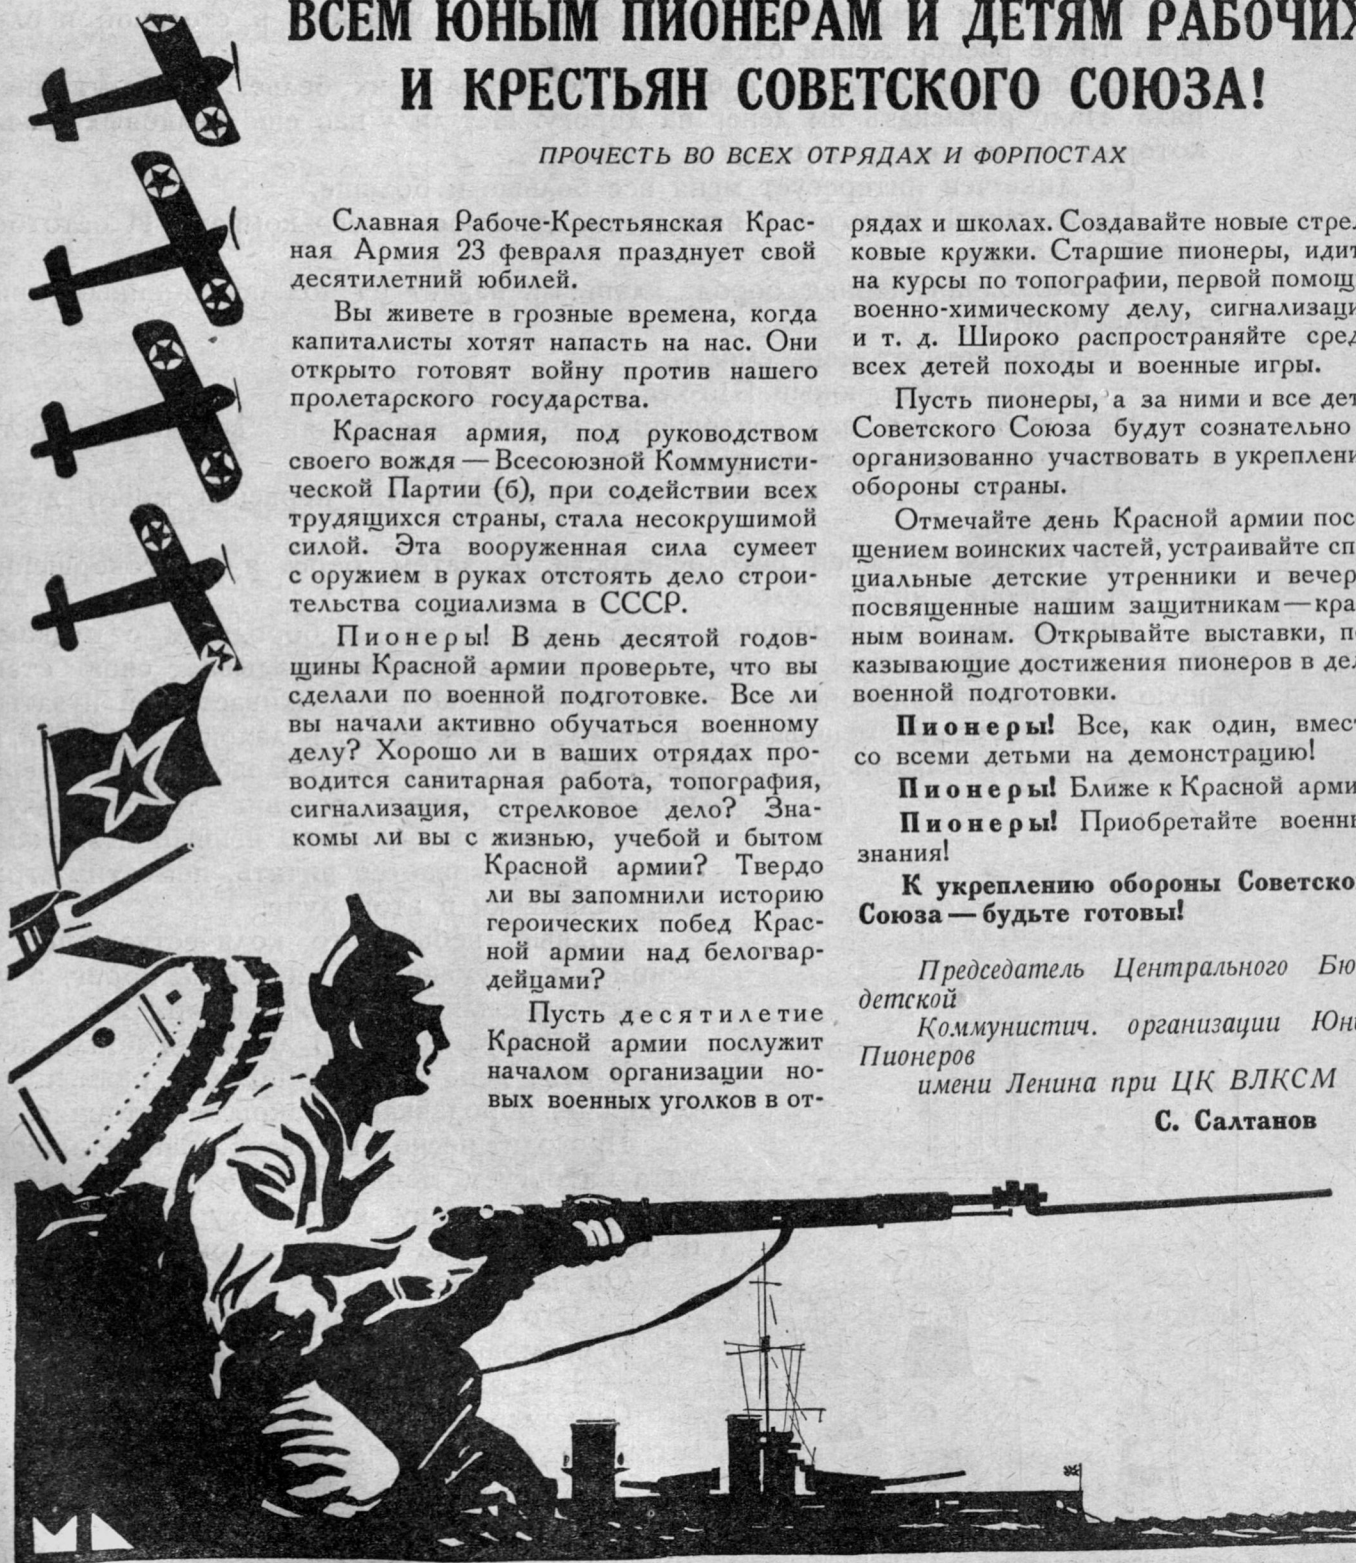 ВСЕМ ЮНЫМ ПИОНЕРАМ И ДЕТЯМ РАБОЧИХ
И КРЕСТЬЯН СОВЕТСКОГО СОЮЗА!
ПРОЧЕСТЬ ВО ВСЕХ ОТРЯДАХ И ФОРПОСТАХ
Славная Рабоче-Крестьянская Крас-
ная Армия 23 февраля празднует свой
десятилетний юбилей.
Вы живете в грозные времена, когда
капиталисты хотят напасть на нас. Они
открыто готовят войну против нашего
пролетарского государства.
Красная армия, под руководством
своего вождя — Всесоюзной Коммунисти-
ческой Партии (б), при содействии всех
трудящихся страны, стала несокрушимой
силой. Эта вооруженная сила сумеет
с оружием в руках отстоять дело строи-
тельства социализма в СССР.
Пионеры! В день десятой годов-
щины Красной армии проверьте, что вы
сделали по военной подготовке. Все ли
вы начали активно обучаться военному
делу? Хорошо ли в ваших отрядах про-
водится санитарная работа, топография,
сигнализация, стрелковое дело? Зна-
комы ли вы с жизнью, учебой и бытом
Красной армии? Твердо
ли вы запомнили историю
героических побед Крас-
ной армии над белогвар-
дейцами?
Пусть десятилетие
Красной армии послужит
началом организации но-
вых военных уголков в от-
рядах и школах. Создавайте новые стрел
ковые кружки. Старшие пионеры, идит
на курсы по топографии, первой помощ
военно-химическому делу, сигнализаци
и т. д. Широко распространяйте сред
всех детей походы и военные игры.
Пусть пионеры, а за ними и все дет
Советского Союза будут сознательно
организованно участвовать в укреплени
обороны страны.
Отмечайте день Красной армии пос
щением воинских частей, устраивайте сп
циальные детские утренники и вечер
посвященные нашим защитникам—кра
ным воинам. Открывайте выставки, п
казывающие достижения пионеров в дел
военной подготовки.
Пионеры! Все, как один, вмест
со всеми детьми на демонстрацию!
Пионеры! Ближе к Красной арми
Пионеры! Приобретайте военны
знания!
К укреплению обороны Советско
Союза — будьте готовы!
Председатель Центрального Бю
детской
Коммунистич. организации Юн
Пионеров
имени Ленина при ЦК ВЛКСМ
С. Салтанов